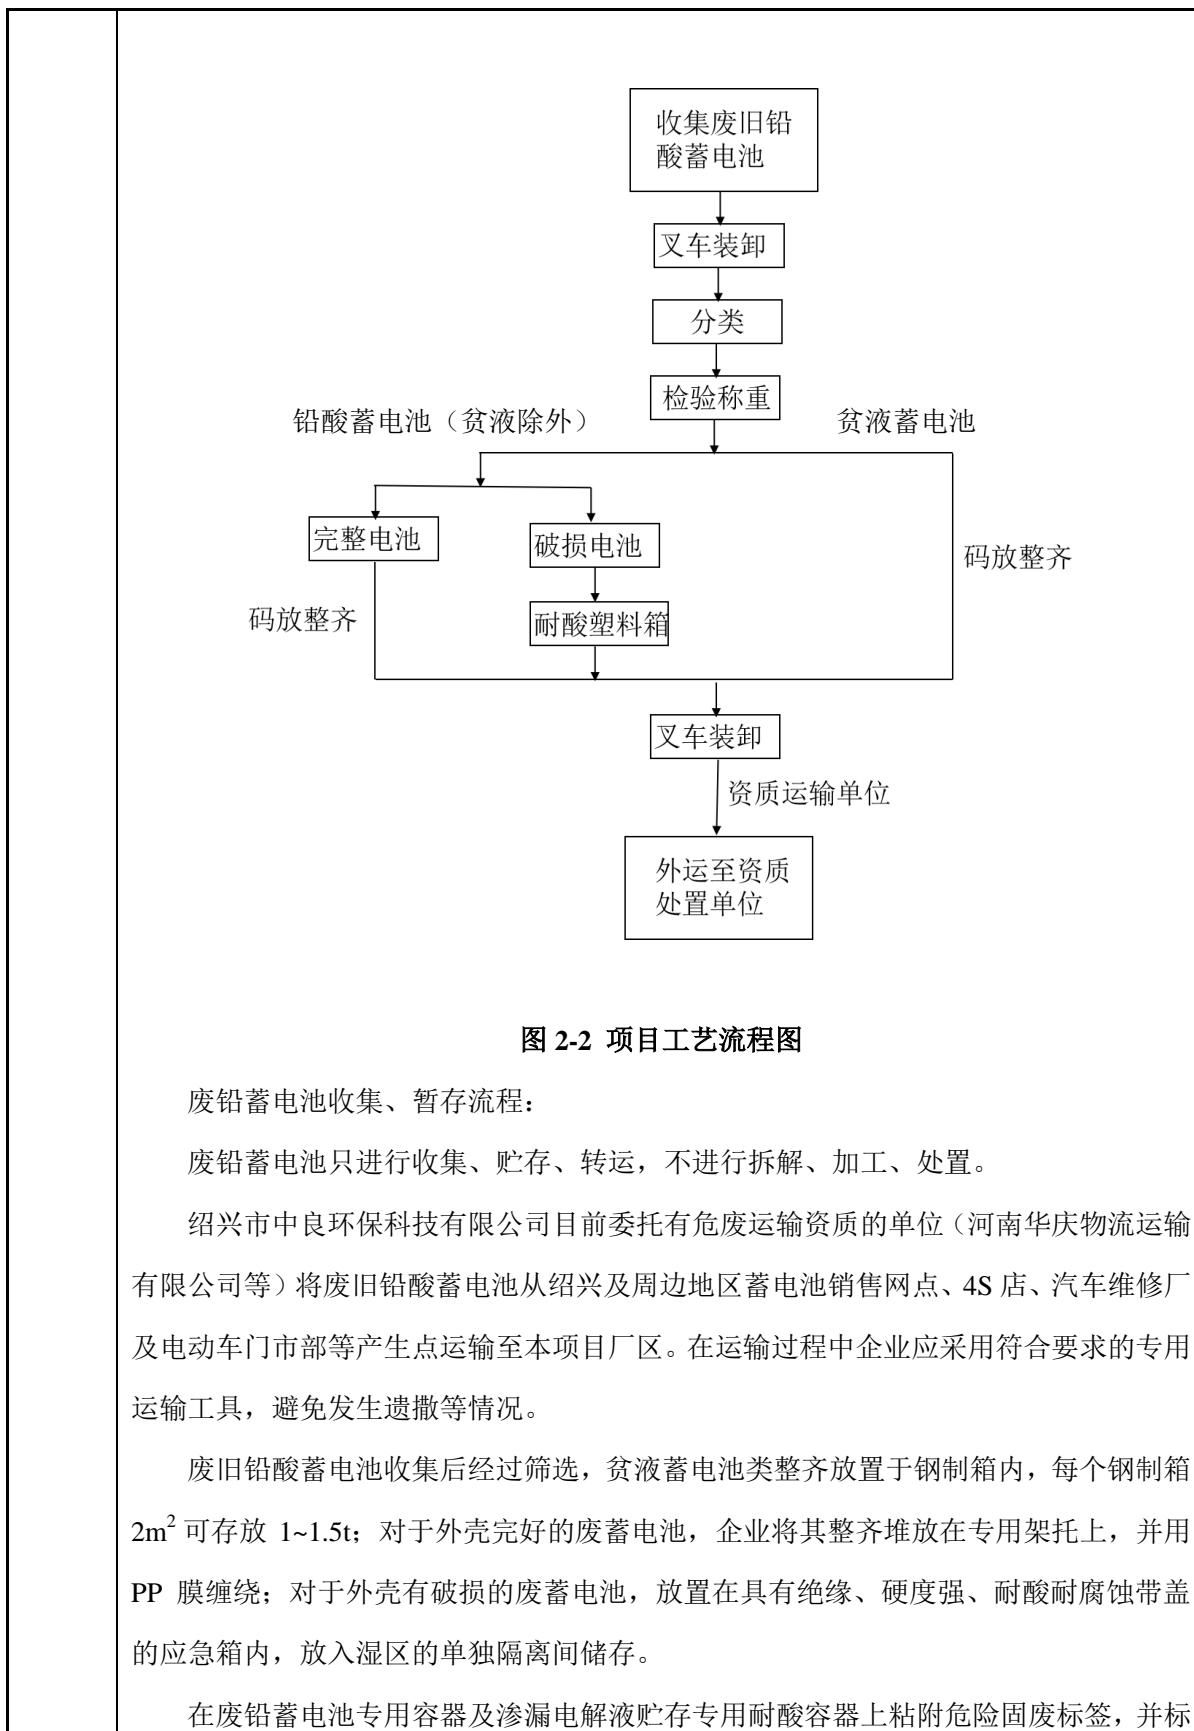 收集废旧铅
酸蓄电池
叉车装卸
分类
检验称重
铅酸蓄电池（贫液除外）
贫液蓄电池
完整电池
破损电池
码放整齐
码放整齐
耐酸塑料箱
叉车装卸
资质运输单位
外运至资质
处置单位
图 2-2 项目工艺流程图
废铅蓄电池收集、暂存流程：
废铅蓄电池只进行收集、贮存、转运，不进行拆解、加工、处置。
绍兴市中良环保科技有限公司目前委托有危废运输资质的单位（河南华庆物流运输
有限公司等）将废旧铅酸蓄电池从绍兴及周边地区蓄电池销售网点、4S 店、汽车维修厂
及电动车门市部等产生点运输至本项目厂区。在运输过程中企业应采用符合要求的专用
运输工具，避免发生遗撒等情况。
废旧铅酸蓄电池收集后经过筛选，贫液蓄电池类整齐放置于钢制箱内，每个钢制箱
2m² 可存放 1~1.5t；对于外壳完好的废蓄电池，企业将其整齐堆放在专用架托上，并用
PP 膜缠绕；对于外壳有破损的废蓄电池，放置在具有绝缘、硬度强、耐酸耐腐蚀带盖
的应急箱内，放入湿区的单独隔离间储存。
在废铅蓄电池专用容器及渗漏电解液贮存专用耐酸容器上粘附危险固废标签，并标